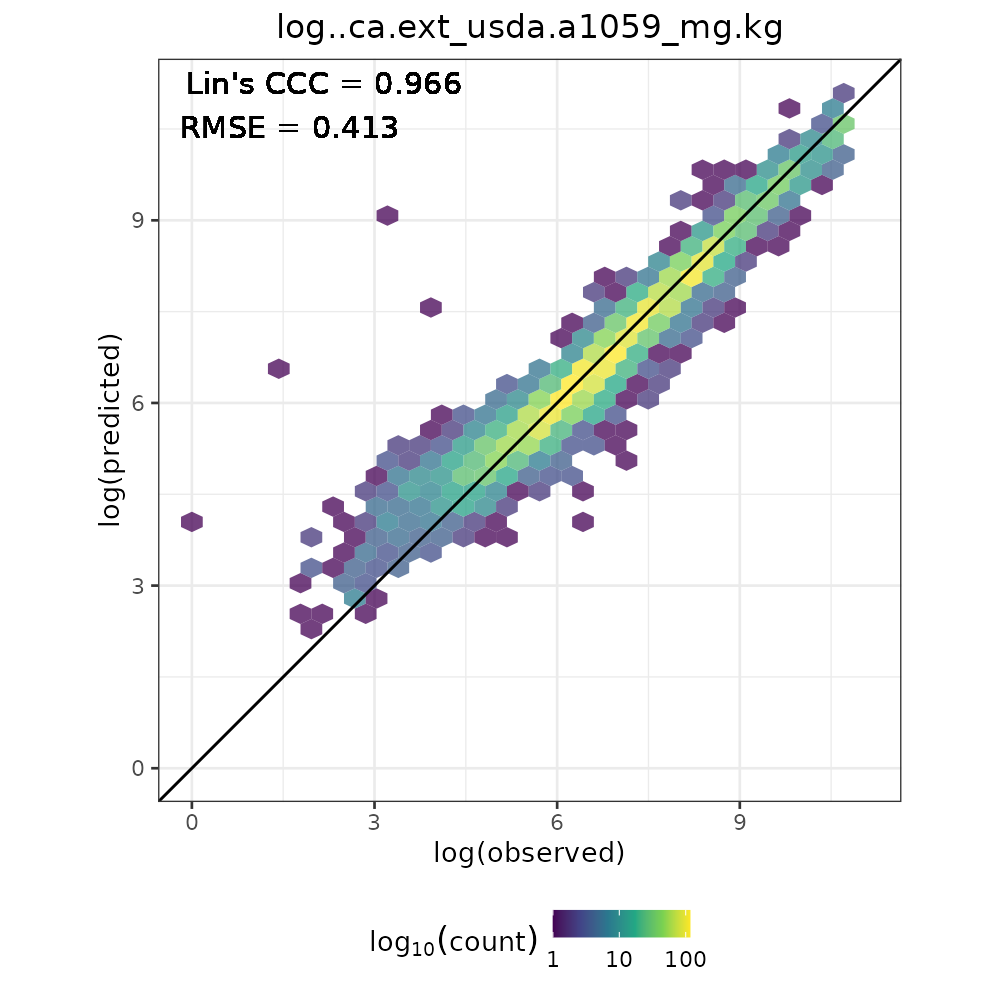 log..ca.ext_usda.a1059_mg.kg
Lin's CCC = 0.966
RMSE = 0.413
9
6
3
0
log(predicted)
0 3 6 9
log(observed)
log₁₀(count)
1 10 100